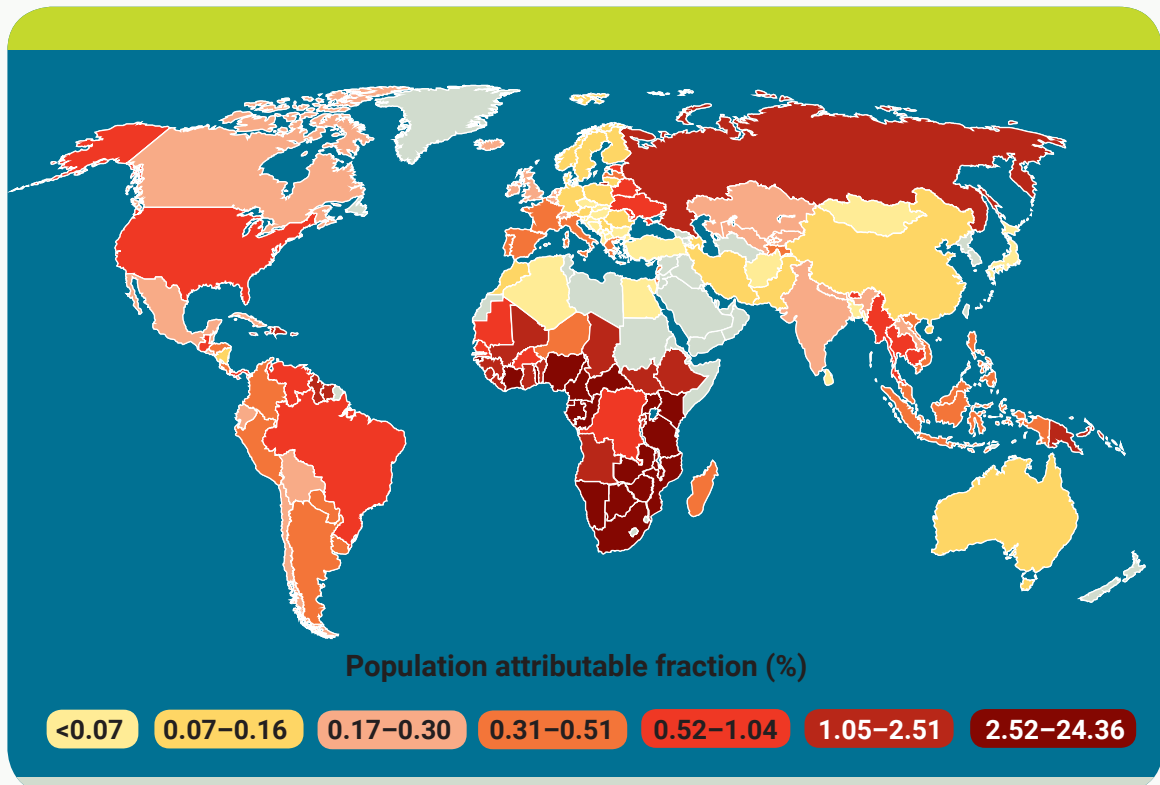 Population attributable fraction (%)
<0.07 0.07–0.16 0.17–0.30 0.31–0.51 0.52–1.04 1.05–2.51 2.52–24.36